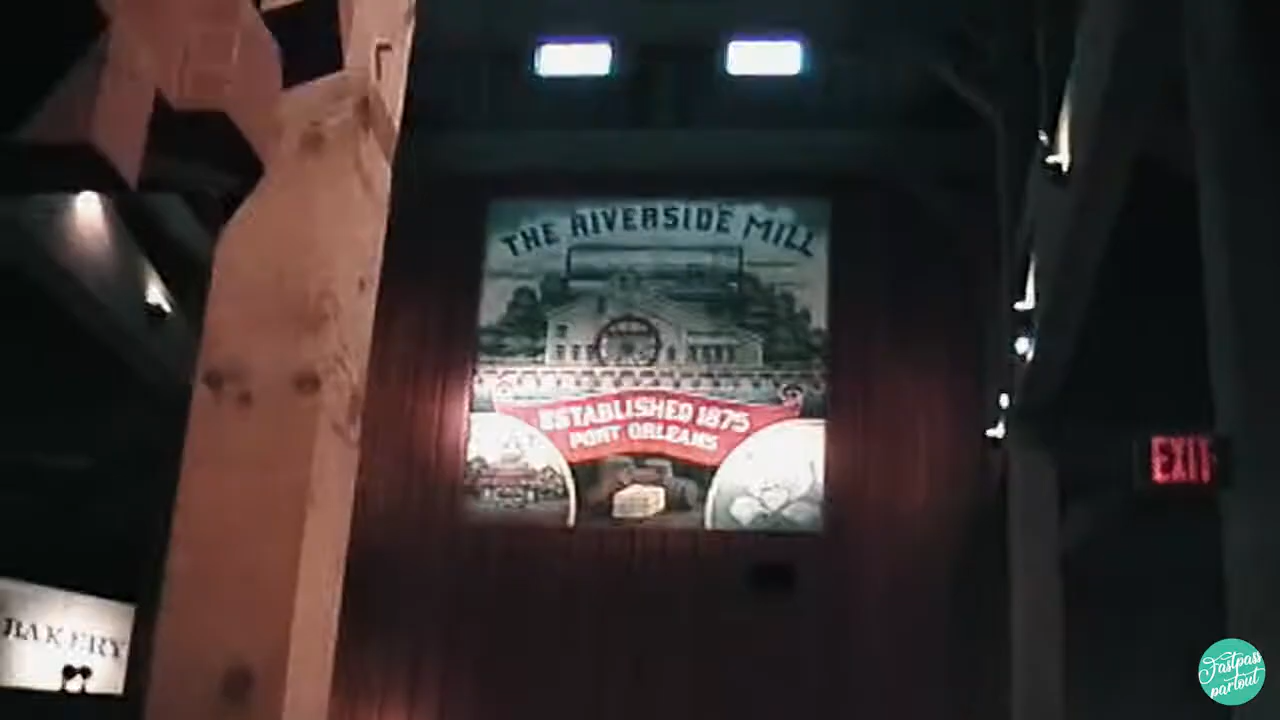 THE RIVERSIDE MILL
ESTABLISHED 1875
PORT ORLEANS
EXIT
BAKERY
Fastpass
partout